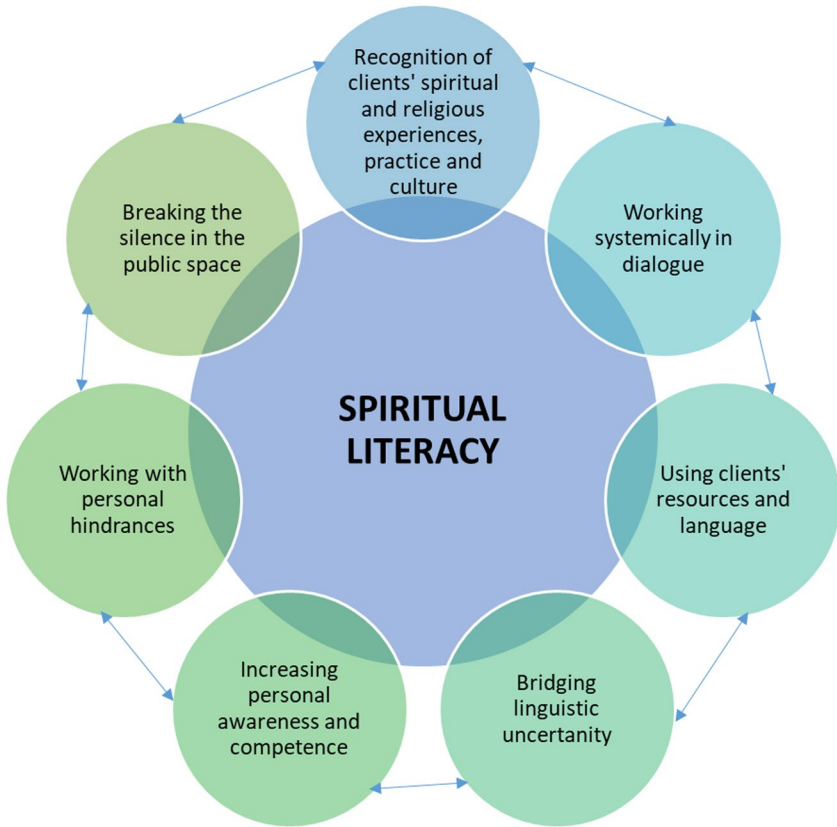 Recognition of
clients' spiritual
and religious
experiences,
practice and
culture
Working
systemically in
dialogue
Using clients'
resources and
language
Bridging
linguistic
uncertanity
Increasing
personal
awareness and
competence
Working with
personal
hindrances
Breaking the
silence in the
public space
SPIRITUAL
LITERACY